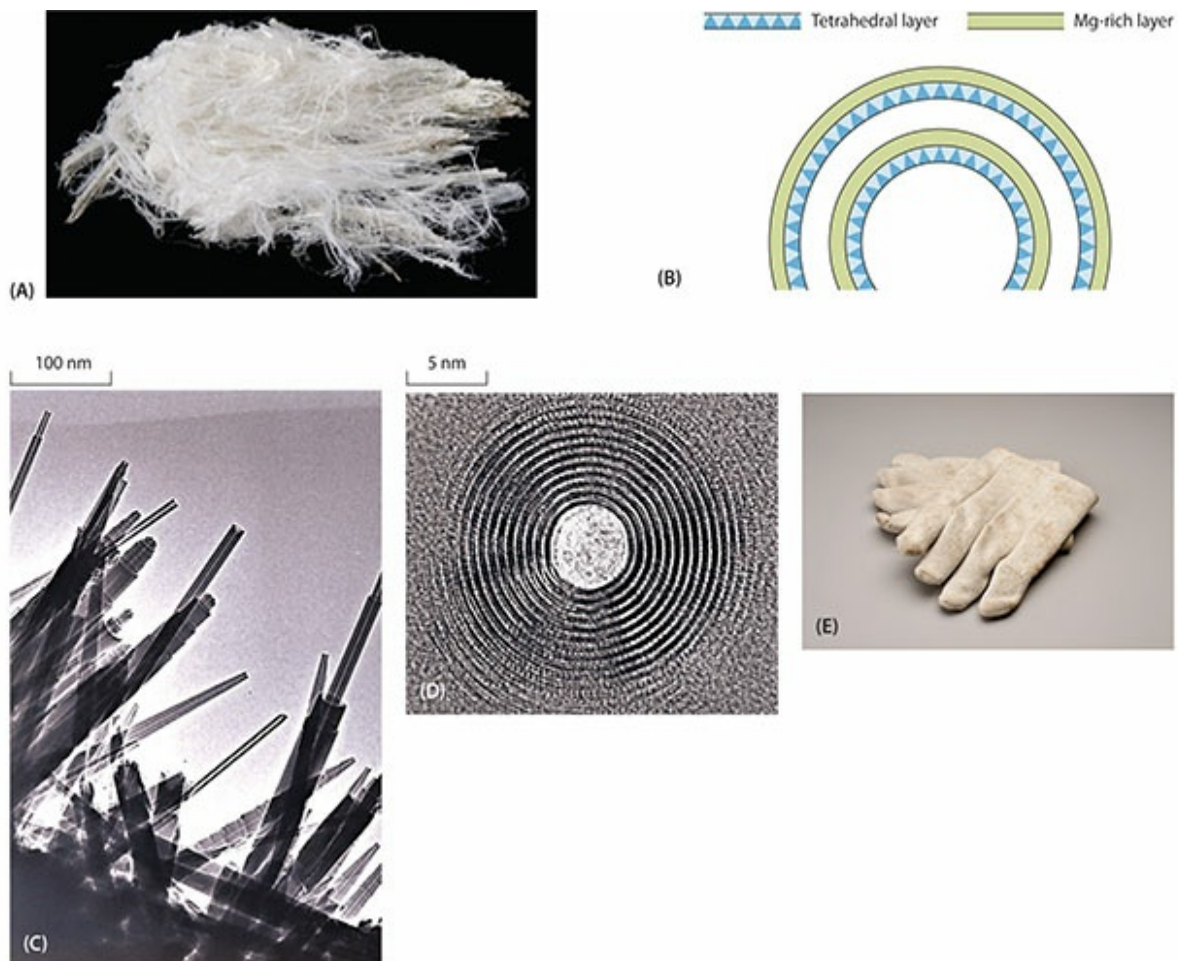 Tetrahedral layer
Mg-rich layer
(A)
(B)
100 nm
5 nm
(C)
(D)
(E)